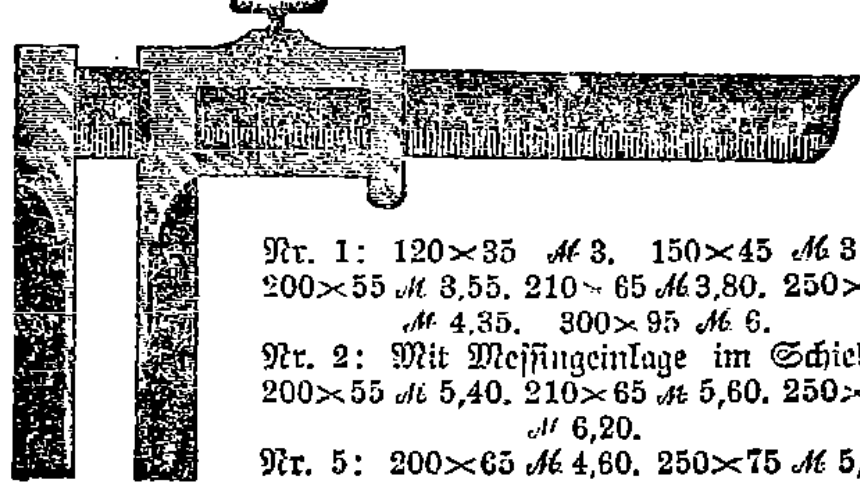 Nr. 1: 120×35 ℳ 3. 150×45 ℳ 3
200×55 ℳ 3,55. 210×65 ℳ 3,80. 250×
ℳ 4,35. 300×95 ℳ 6.
Nr. 2: Mit Messingeinlage im Schie
200×55 ℳ 5,40. 210×65 ℳ 5,60. 250×
ℳ 6,20.
Nr. 5: 200×65 ℳ 4,60. 250×75 ℳ 5,